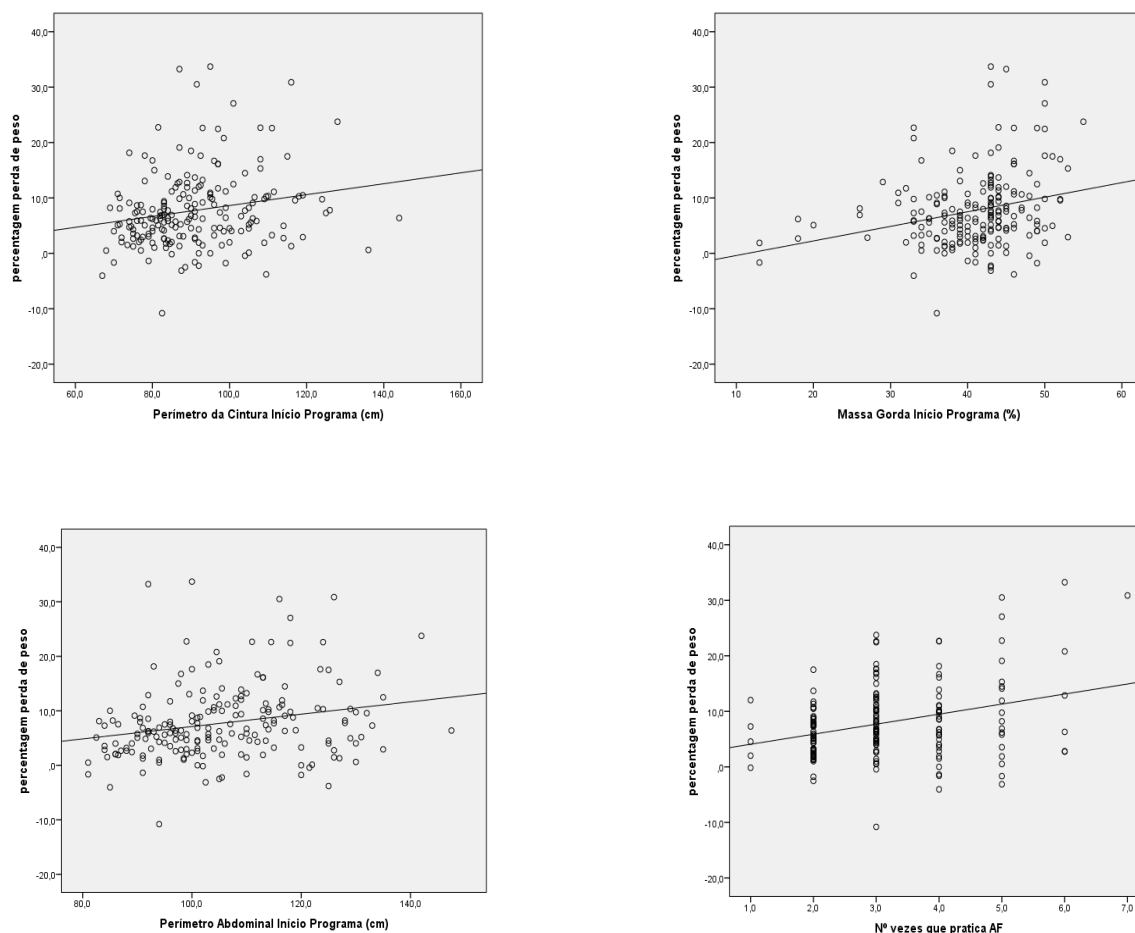 40,0
30,0
20,0
10,0
,0
-10,0
-20,0
percentagem perda de peso
60,0 80,0 100,0 120,0 140,0 160,0
Perímetro da Cintura Início Programa (cm)
40,0
30,0
20,0
10,0
,0
-10,0
-20,0
percentagem perda de peso
10 20 30 40 50 60
Massa Gorda Início Programa (%)
40,0
30,0
20,0
10,0
,0
-10,0
-20,0
percentagem perda de peso
80,0 100,0 120,0 140,0
Perímetro Abdominal Início Programa (cm)
40,0
30,0
20,0
10,0
,0
-10,0
-20,0
percentagem perda de peso
1,0 2,0 3,0 4,0 5,0 6,0 7,0
Nº vezes que pratica AF